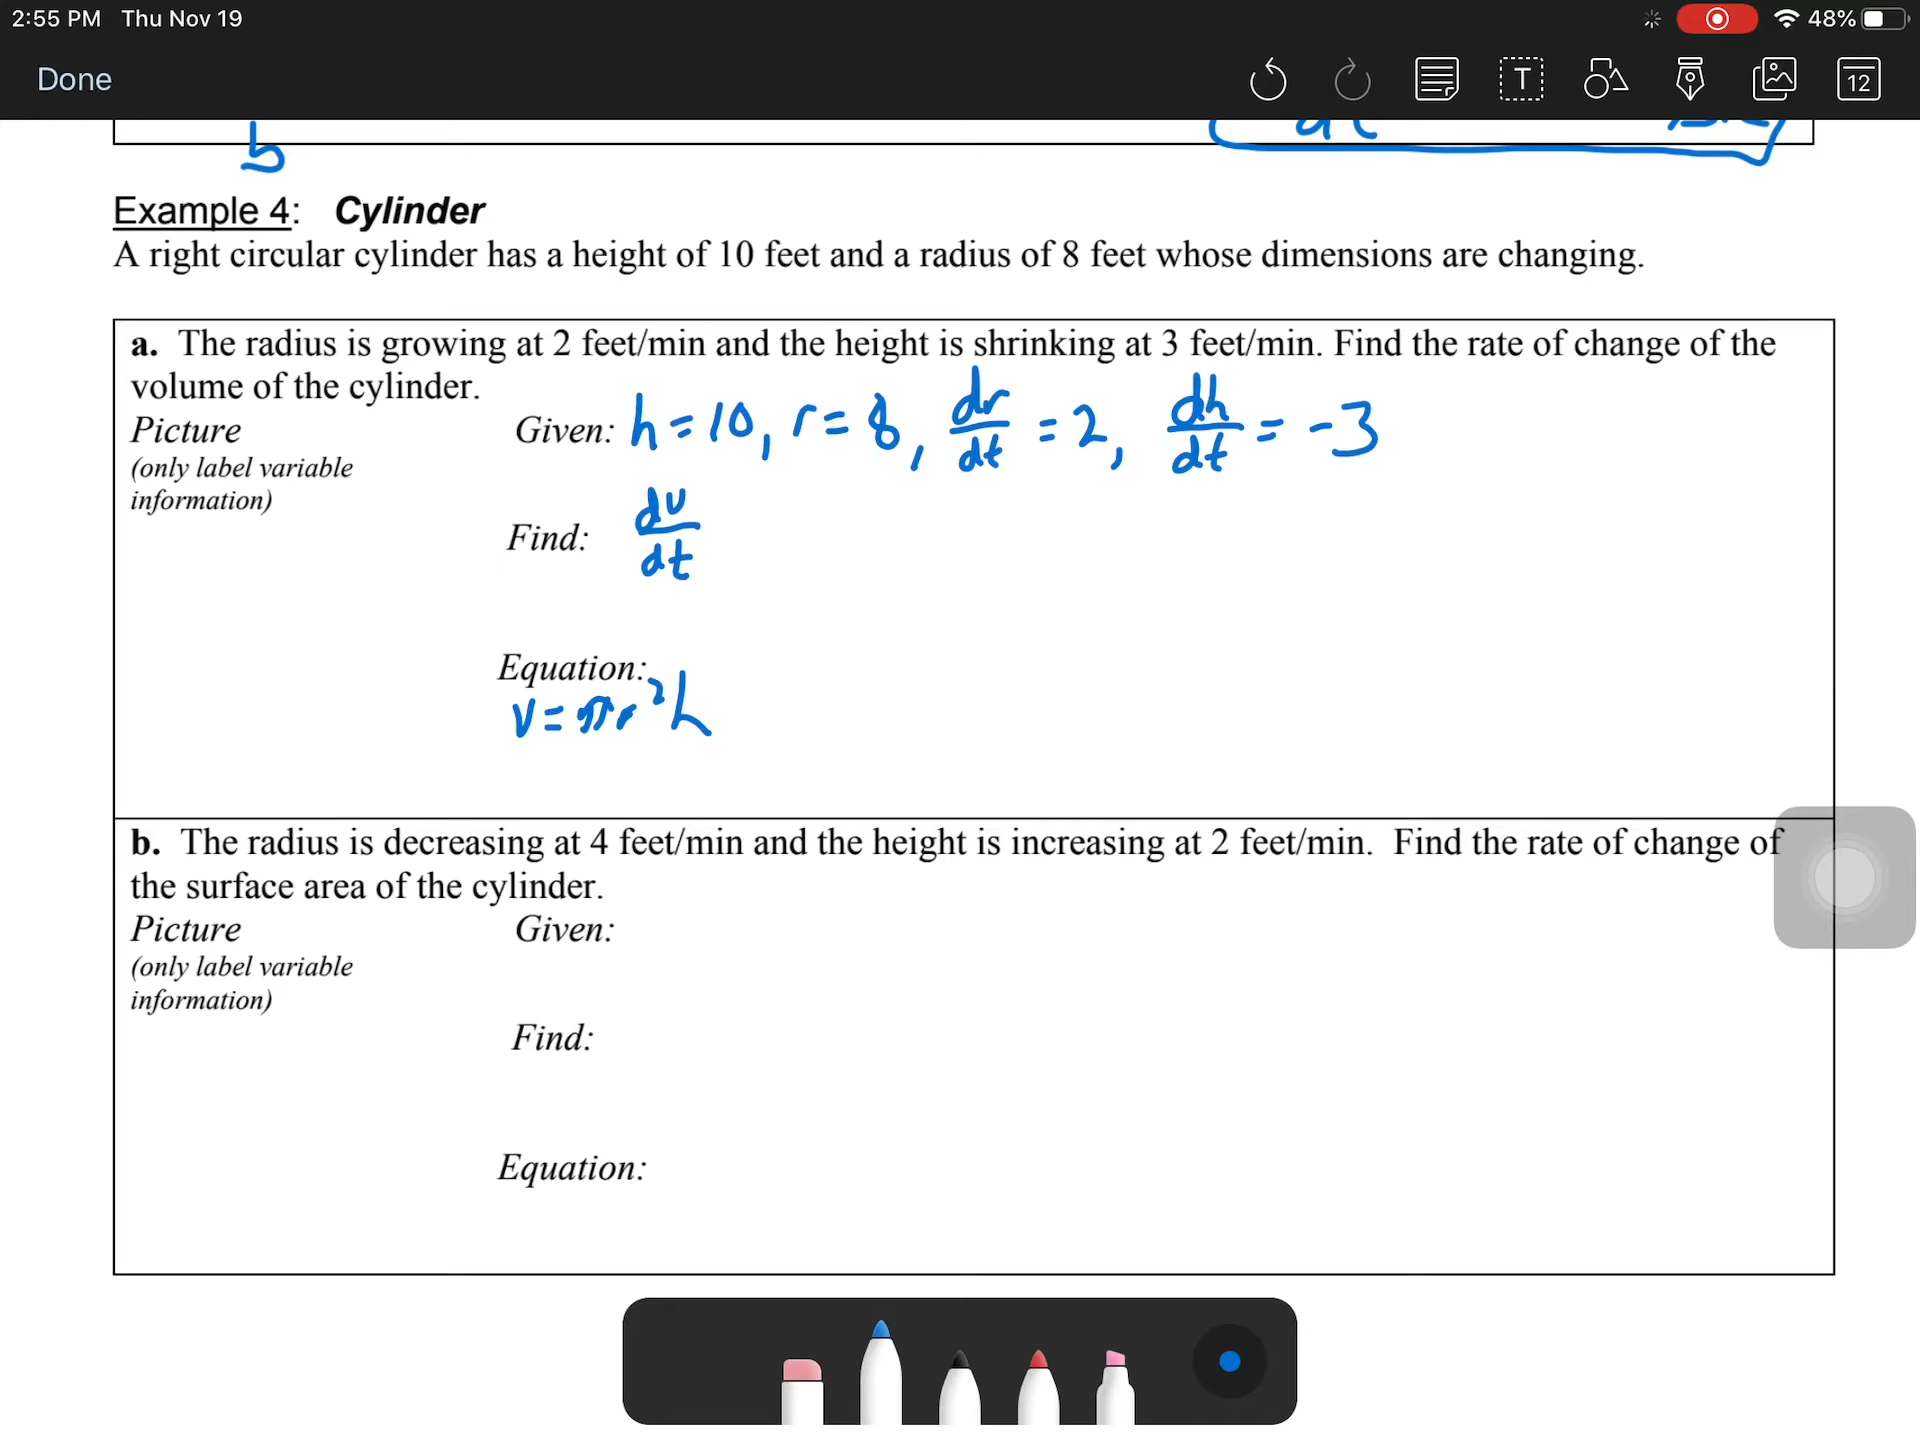 2:55 PM Thu Nov 19
48%
Done
T
12
b
Example 4: Cylinder
A right circular cylinder has a height of 10 feet and a radius of 8 feet whose dimensions are changing.
a. The radius is growing at 2 feet/min and the height is shrinking at 3 feet/min. Find the rate of change of the
volume of the cylinder.
Picture
(only label variable
information)
Given: h = 10, r = 8, dr/dt = 2, dh/dt = -3
Find: dv/dt
Equation:
V = πr²h
b. The radius is decreasing at 4 feet/min and the height is increasing at 2 feet/min. Find the rate of change of
the surface area of the cylinder.
Picture
(only label variable
information)
Given:
Find:
Equation: